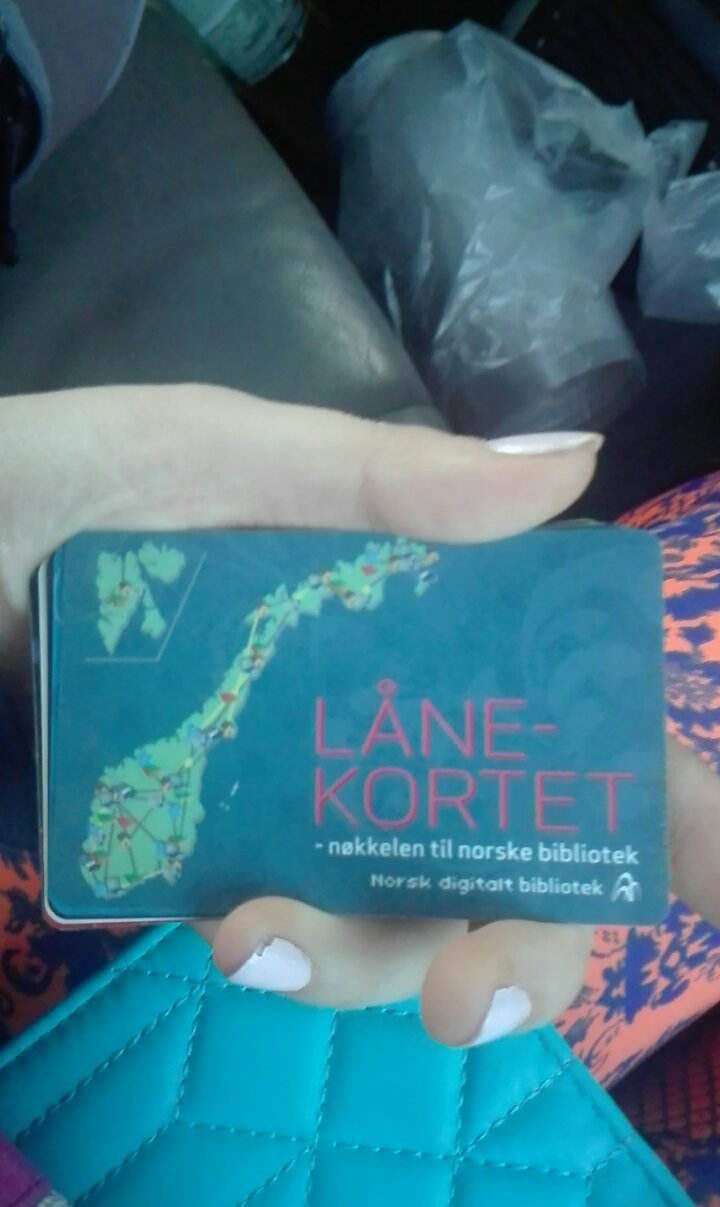 LÅNE-
KORTET
- nøkkelen til norske bibliotek
Norsk digitalt bibliotek